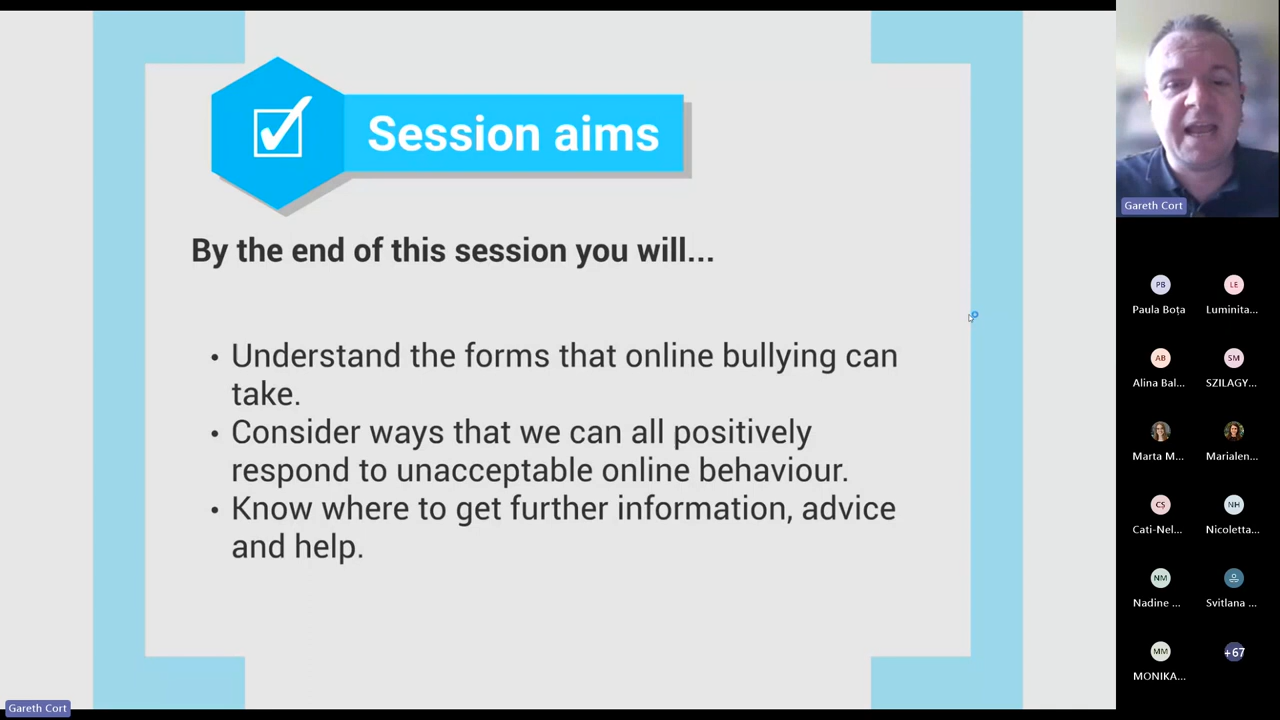 Session aims
By the end of this session you will...
• Understand the forms that online bullying can
take.
• Consider ways that we can all positively
respond to unacceptable online behaviour.
• Know where to get further information, advice
and help.
Gareth Cort
Gareth Cort
PB
LE
Paula Boța
Luminita...
AB
SM
Alina Bal...
SZILAGY...
Marta M...
Marialen...
CȘ
NH
Cati-Nel...
Nicoletta...
NM
Nadine ...
Svitlana ...
MM
+67
MONIKA...